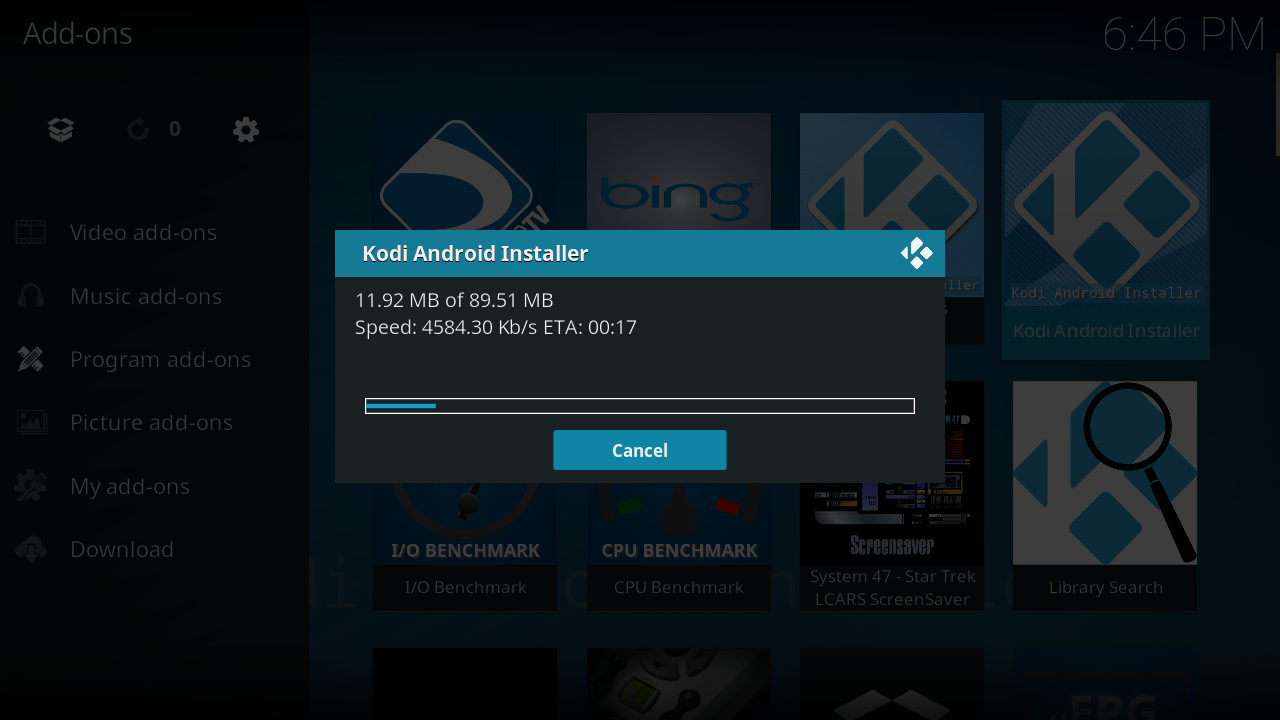 Add-ons
6:46 PM
0
Video add-ons
Music add-ons
Program add-ons
Picture add-ons
My add-ons
Download
bing
Kodi Android Installer
Kodi Android Installer
Kodi Android Installer
11.92 MB of 89.51 MB
Speed: 4584.30 Kb/s ETA: 00:17
Cancel
I/O BENCHMARK
I/O Benchmark
CPU BENCHMARK
CPU Benchmark
Screensaver
System 47 - Star Trek
LCARS ScreenSaver
Library Search